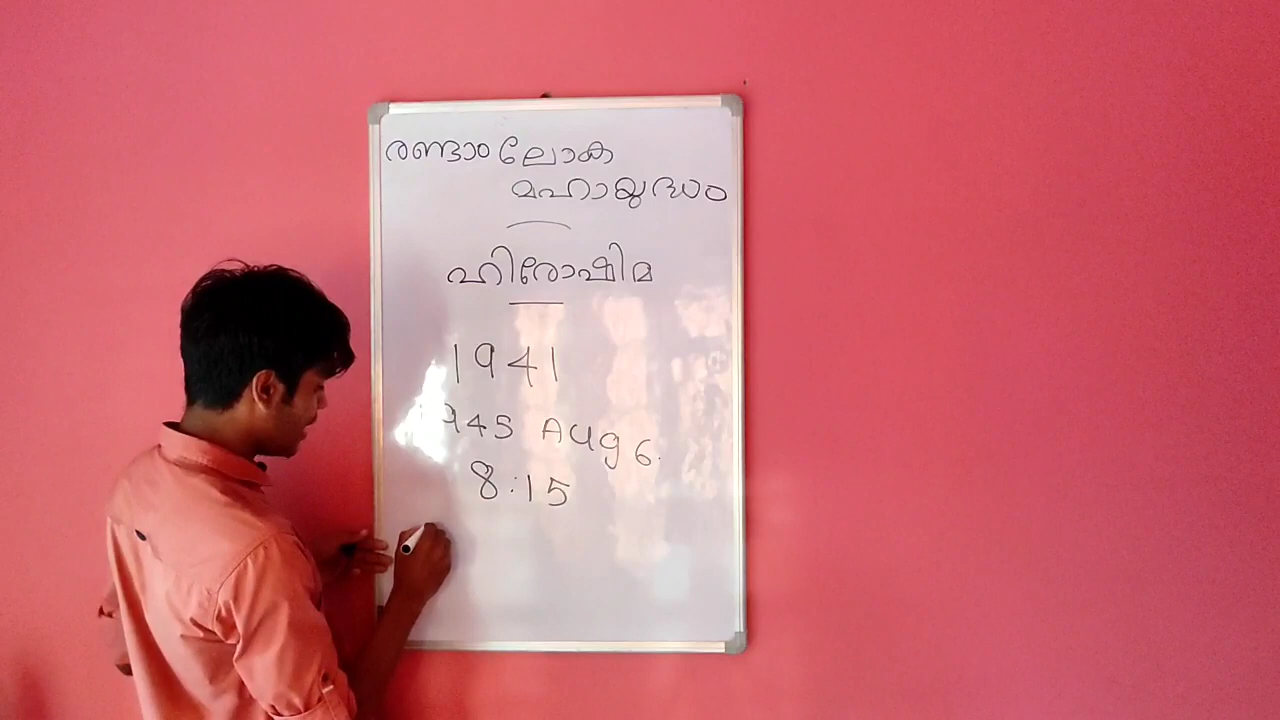 രണ്ടാം ലോക
മഹായുദ്ധം
ഹിരോഷിമ
1941
1945 Aug 6.
8:15